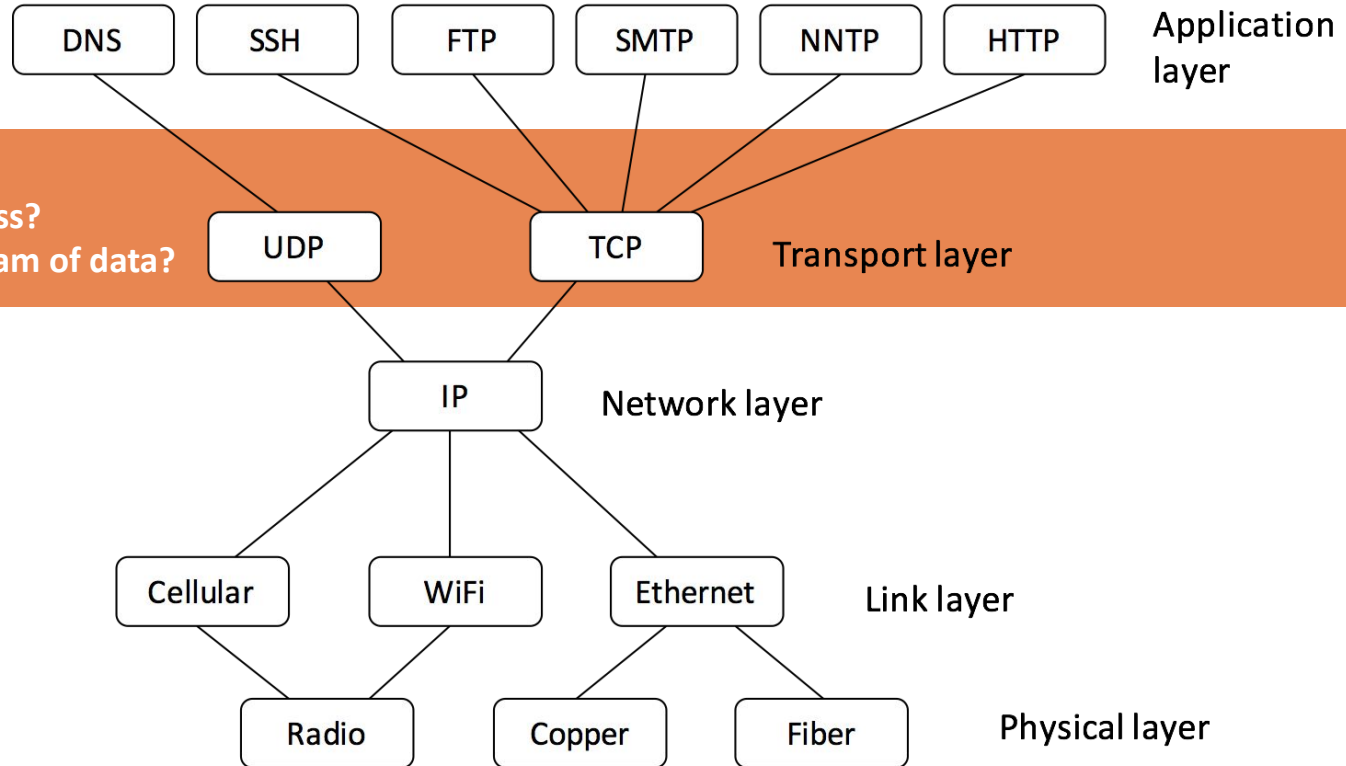 DNS
SSH
FTP
SMTP
NNTP
HTTP
Application
layer
ss?
am of data?
UDP
TCP
Transport layer
IP
Network layer
Cellular
WiFi
Ethernet
Link layer
Radio
Copper
Fiber
Physical layer